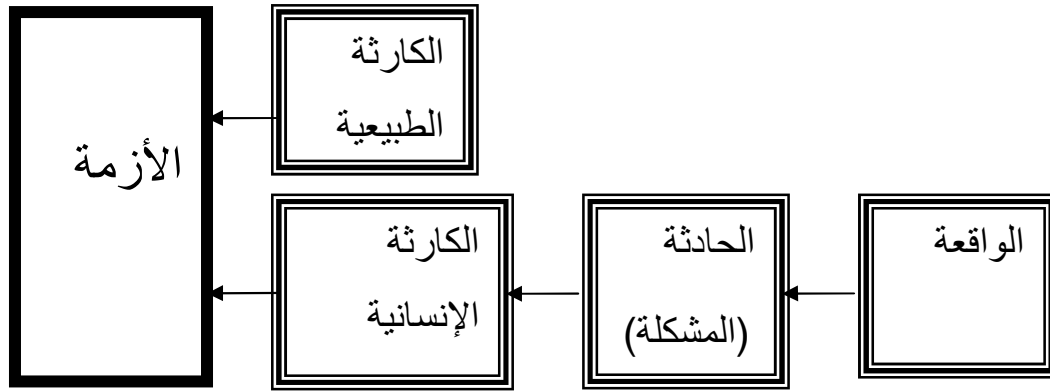 الكارثة
الطبيعية
الأزمة
الواقعة
الحادثة
(المشكلة)
الكارثة
الإنسانية